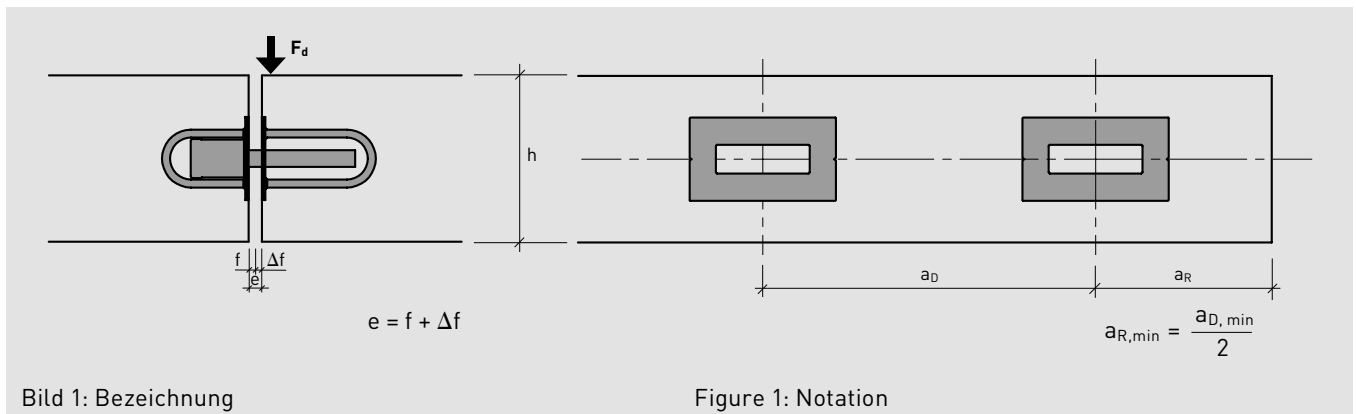 F_d
h
f Δf
e
e = f + Δf
a_D
a_R
a_R,min = a_D, min / 2
Bild 1: Bezeichnung
Figure 1: Notation